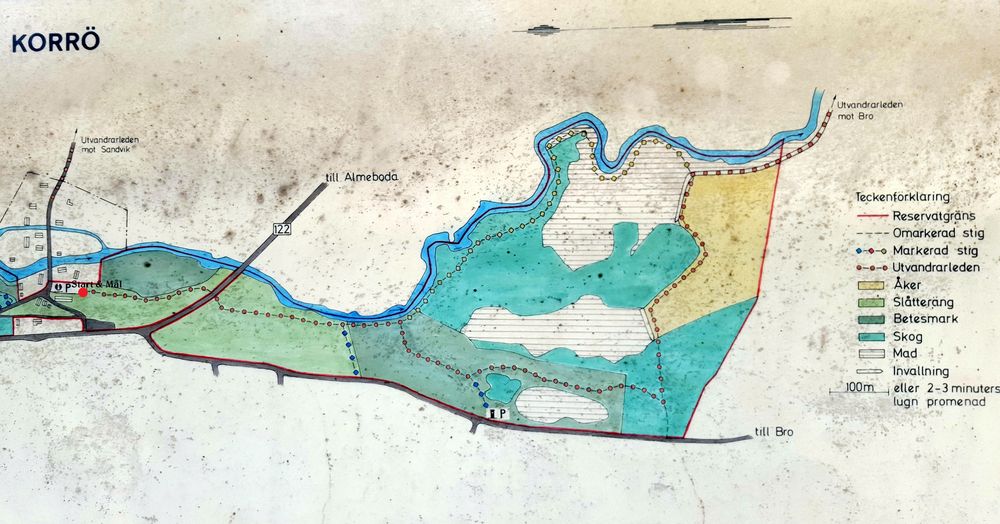 KORRÖ
Utvandrarleden
mot Sandvik
till Almeboda
122
Utvandrarleden
mot Bro
P Start & Mål
P
till Bro
Teckenförklaring
Reservatgräns
Omarkerad stig
Markerad stig
Utvandrarleden
Åker
Slåtteräng
Betesmark
Skog
Mad
Invallning
100m eller 2-3 minuters
lugn promenad